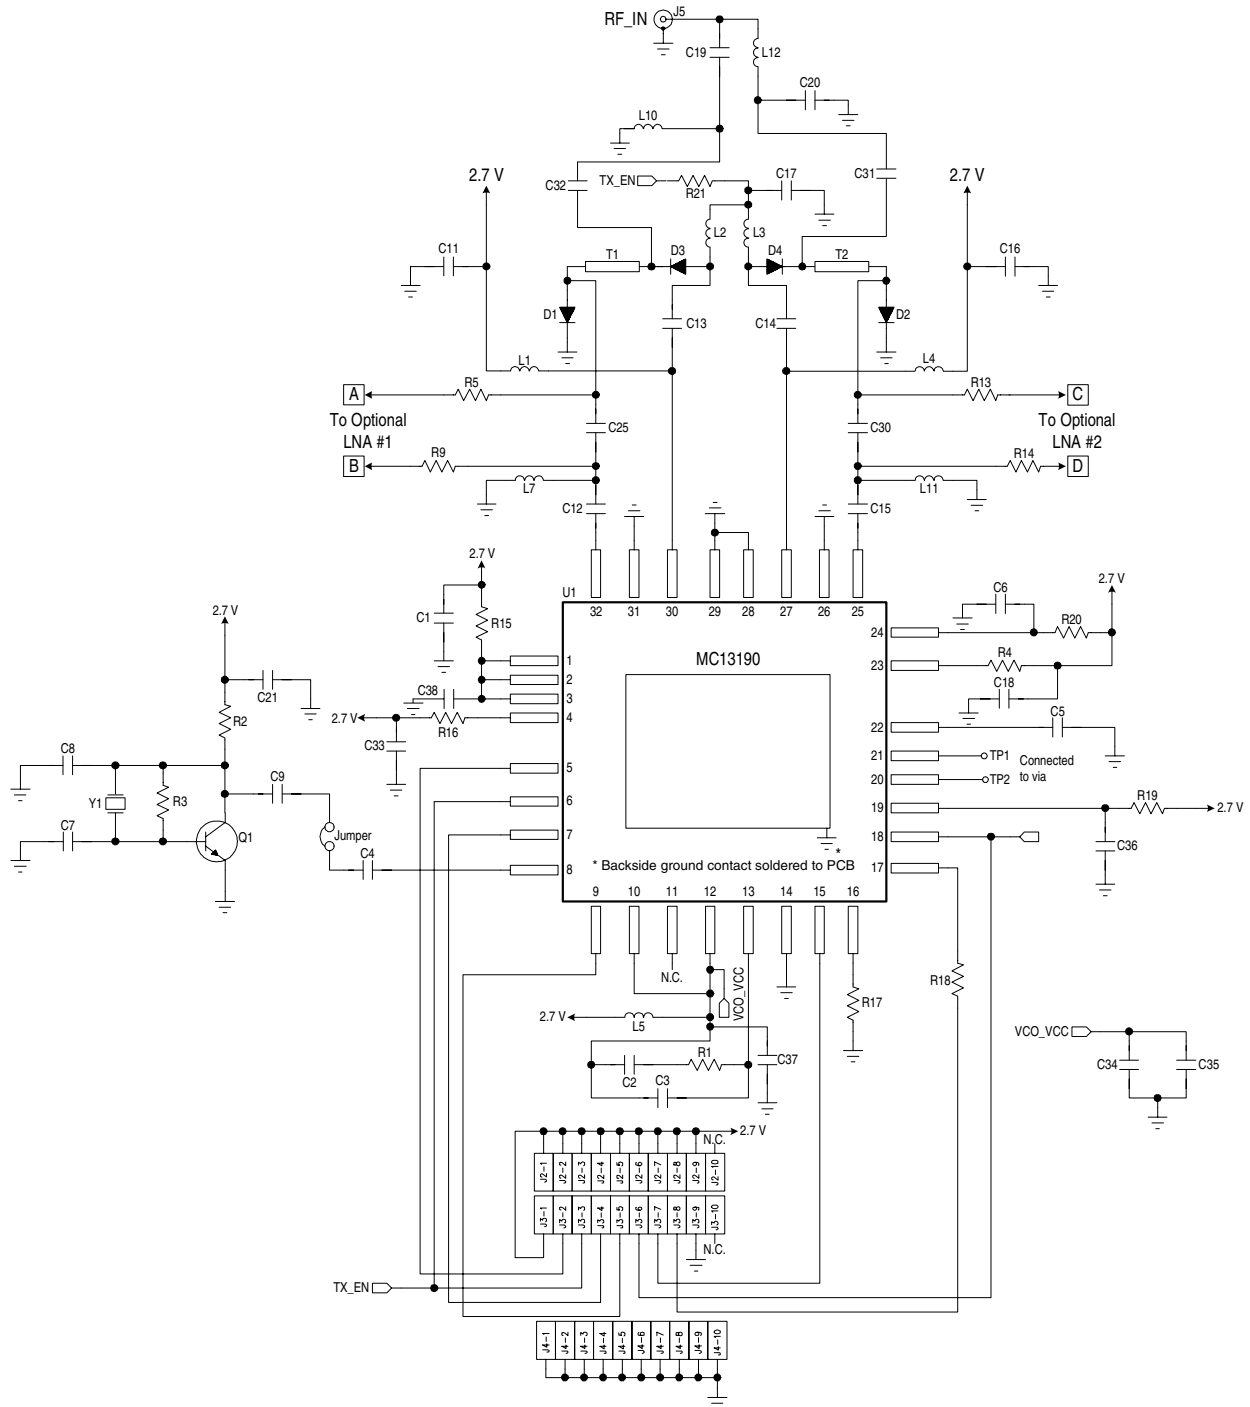 RF_IN
J5
C19
L12
C20
L10
C32
TX_EN
R21
C17
C31
2.7 V
2.7 V
L2
L3
C11
T1
D3
D4
T2
C16
D1
C13
C14
D2
L1
L4
A
R5
R13
C
To Optional
LNA #1
To Optional
LNA #2
C25
C30
B
R9
R14
D
L7
L11
C12
C15
2.7 V
U1
32
31
30
29
28
27
26
25
C6
2.7 V
C1
R15
24
R20
2.7 V
MC13190
1
23
R4
2
C38
3
C18
C21
2.7 V
4
R16
C5
R2
22
C33
21
TP1
Connected
to via
C8
5
20
TP2
C9
R19
Y1
R3
6
19
2.7 V
C7
Q1
Jumper
7
18
C36
C4
8
* Backside ground contact soldered to PCB
*
17
9
10
11
12
13
14
15
16
N.C.
VCO_VCC
R17
R18
2.7 V
L5
VCO_VCC
R1
C37
C2
C3
C34
C35
2.7 V
N.C.
J2-1
J2-2
J2-3
J2-4
J2-5
J2-6
J2-7
J2-8
J2-9
J2-10
J3-1
J3-2
J3-3
J3-4
J3-5
J3-6
J3-7
J3-8
J3-9
J3-10
N.C.
TX_EN
J4-1
J4-2
J4-3
J4-4
J4-5
J4-6
J4-7
J4-8
J4-9
J4-10